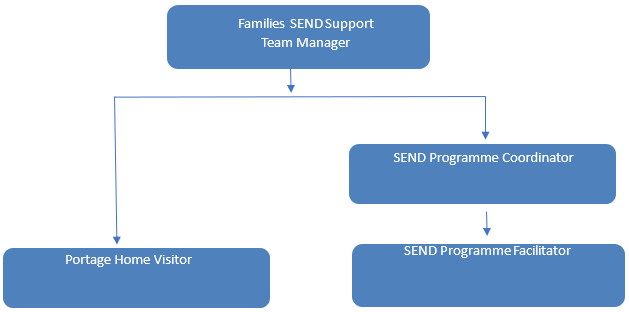 Families SEND Support
Team Manager
SEND Programme Coordinator
Portage Home Visitor
SEND Programme Facilitator